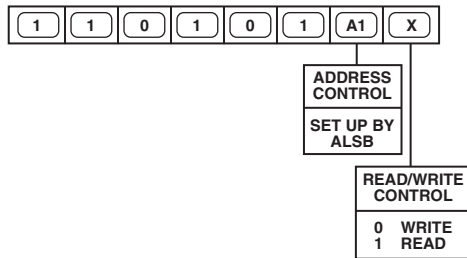 1 1 0 1 0 1 A1 X
ADDRESS
CONTROL
SET UP BY
ALSB
READ/WRITE
CONTROL
0 WRITE
1 READ